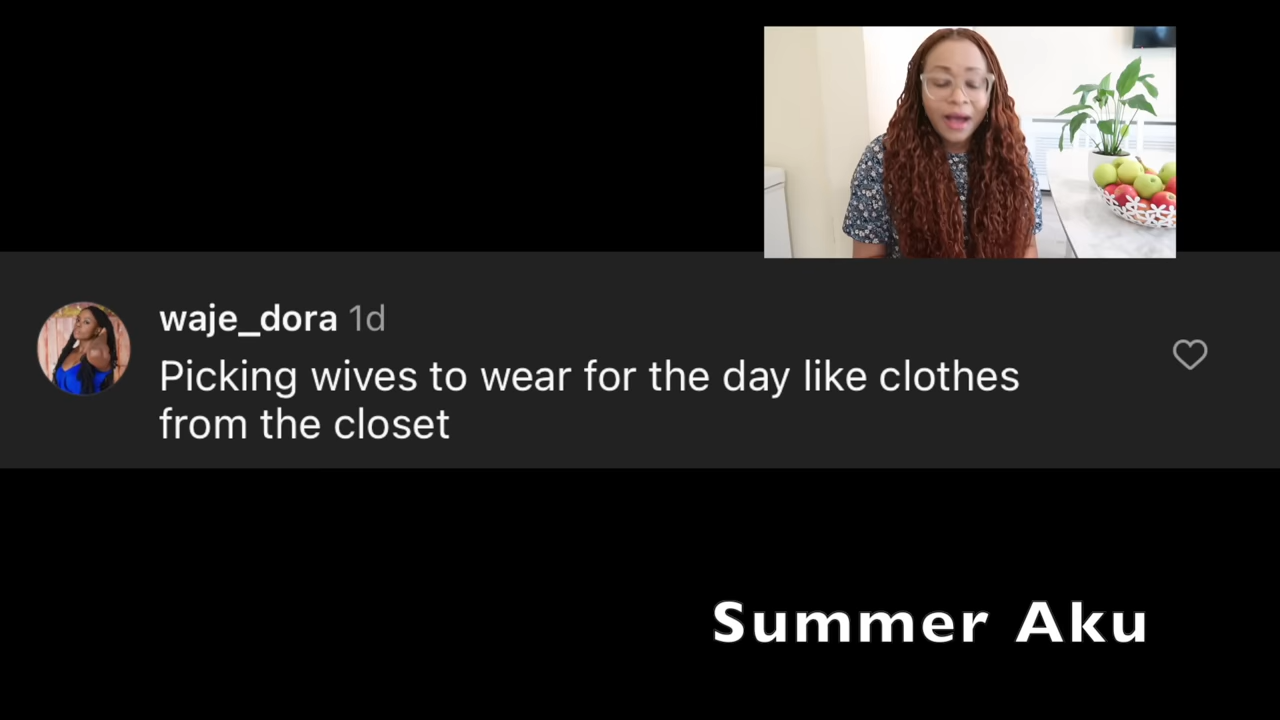 waje_dora 1d
Picking wives to wear for the day like clothes
from the closet
Summer Aku